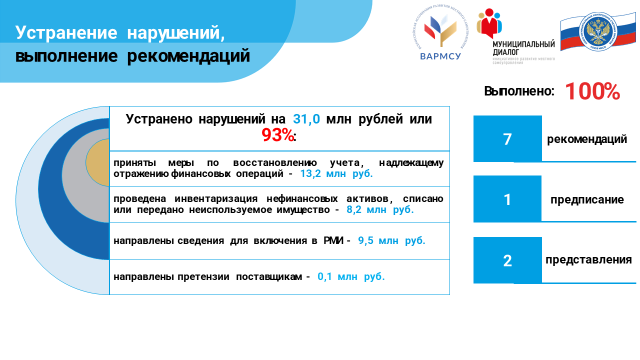 Устранение нарушений,
выполнение рекомендаций
ВАРМСУ
МУНИЦИПАЛЬНЫЙ
ДИАЛОГ
Выполнено: 100%
Устранено нарушений на 31,0 млн рублей или
93%:
приняты меры по восстановлению учета, надлежащему
отражению финансовых операций - 13,2 млн руб.
проведена инвентаризация нефинансовых активов, списано
или передано неиспользуемое имущество - 8,2 млн руб.
направлены сведения для включения в РМИ - 9,5 млн руб.
направлены претензии поставщикам - 0,1 млн руб.
7 рекомендаций
1 предписание
2 представления